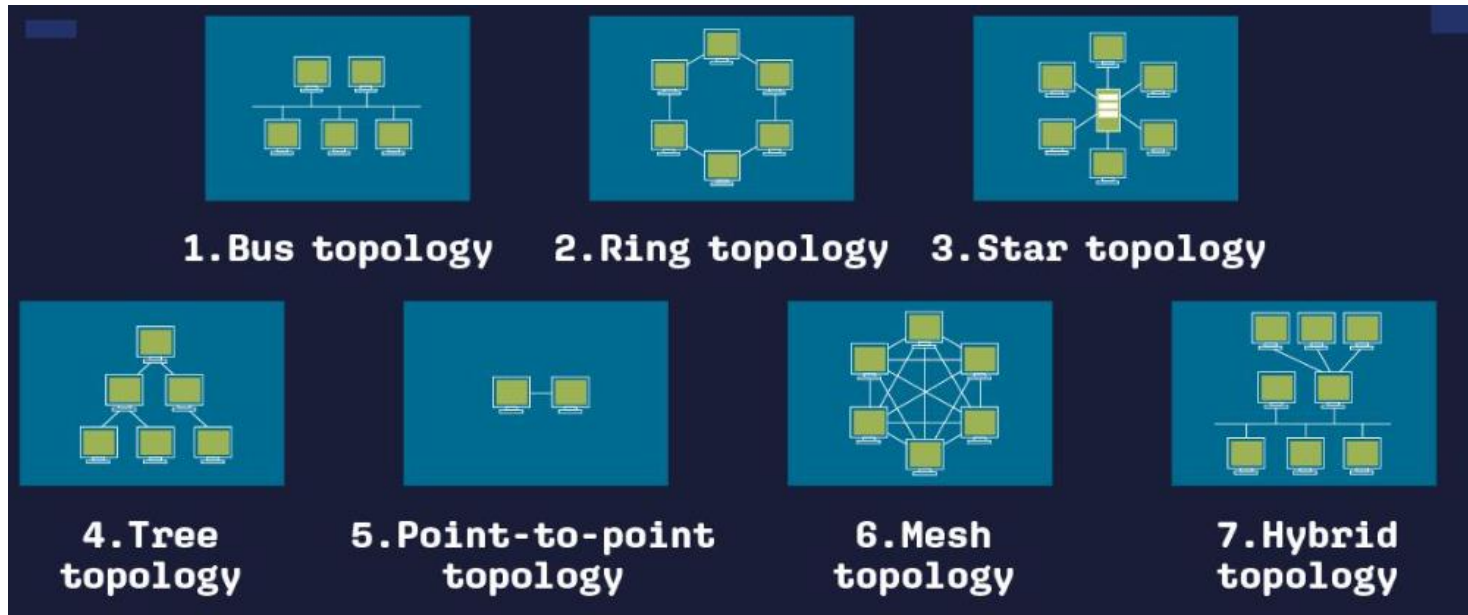 1.Bus topology
2.Ring topology
3.Star topology
4.Tree
topology
5.Point-to-point
topology
6.Mesh
topology
7.Hybrid
topology